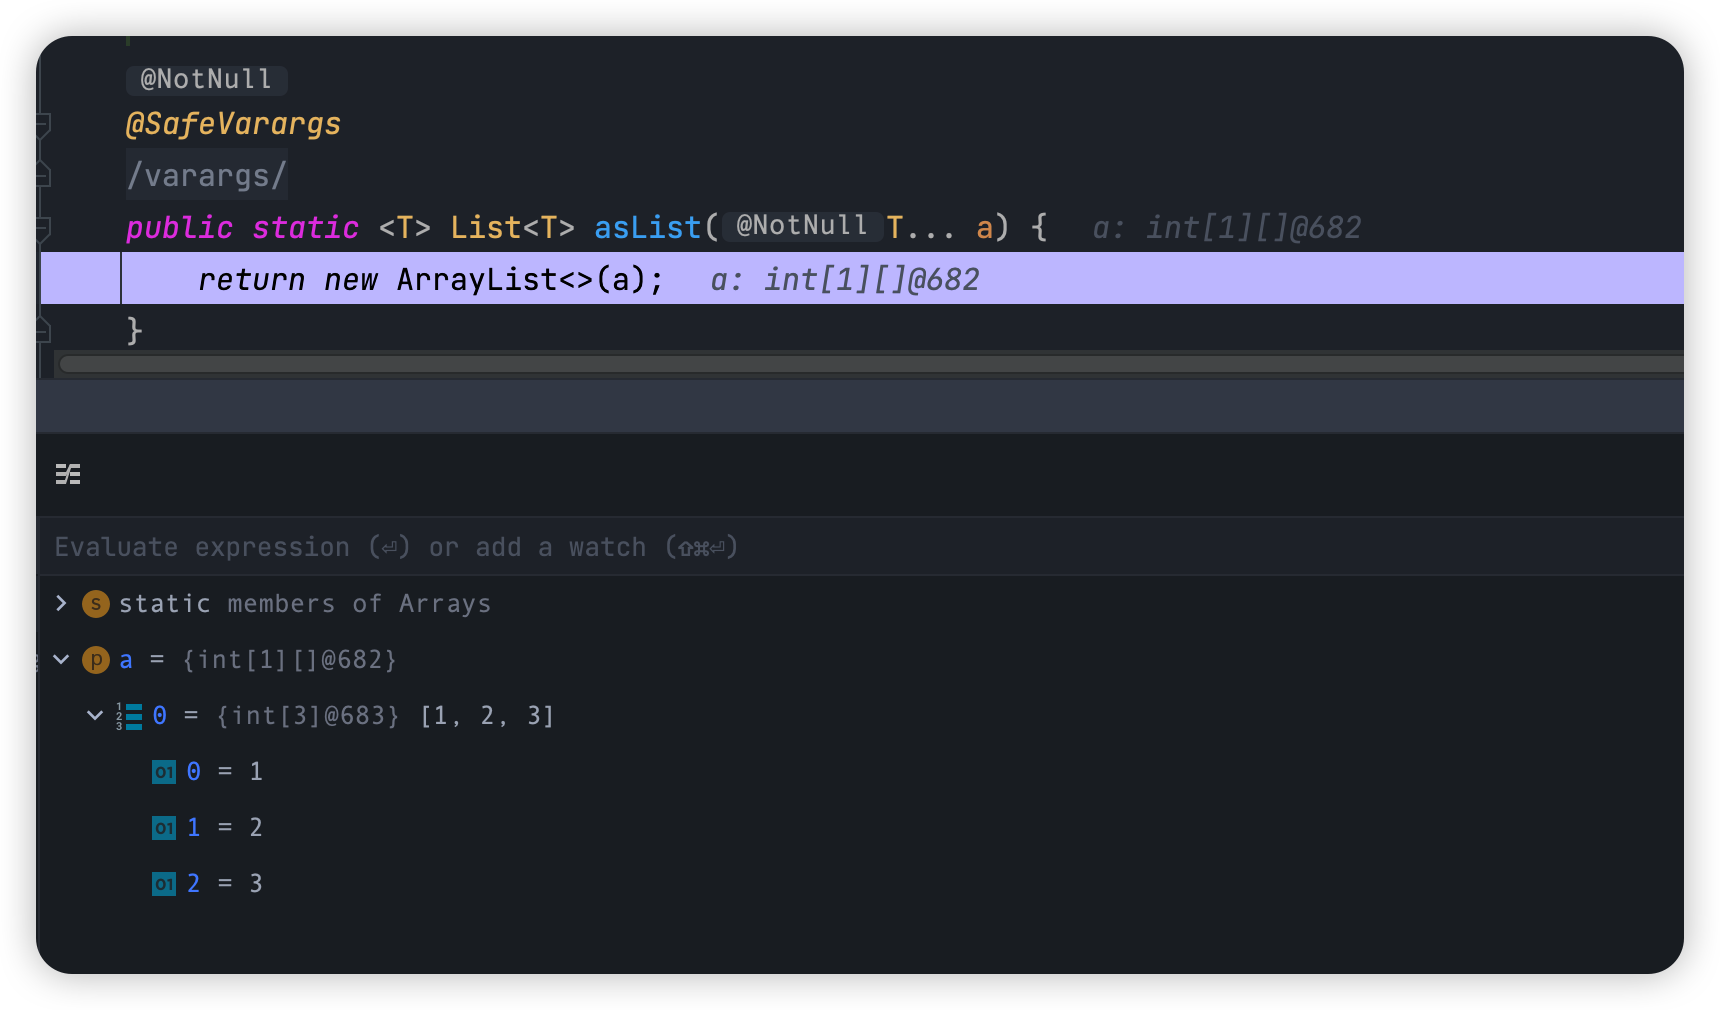 @NotNull
@SafeVarargs
/varargs/
public static <T> List<T> asList(@NotNull T... a) { a: int[1][]@682
return new ArrayList<>(a); a: int[1][]@682
}
Evaluate expression (⏎) or add a watch (⇧⌘⏎)
s static members of Arrays
p a = {int[1][]@682}
123 0 = {int[3]@683} [1, 2, 3]
01 0 = 1
01 1 = 2
01 2 = 3